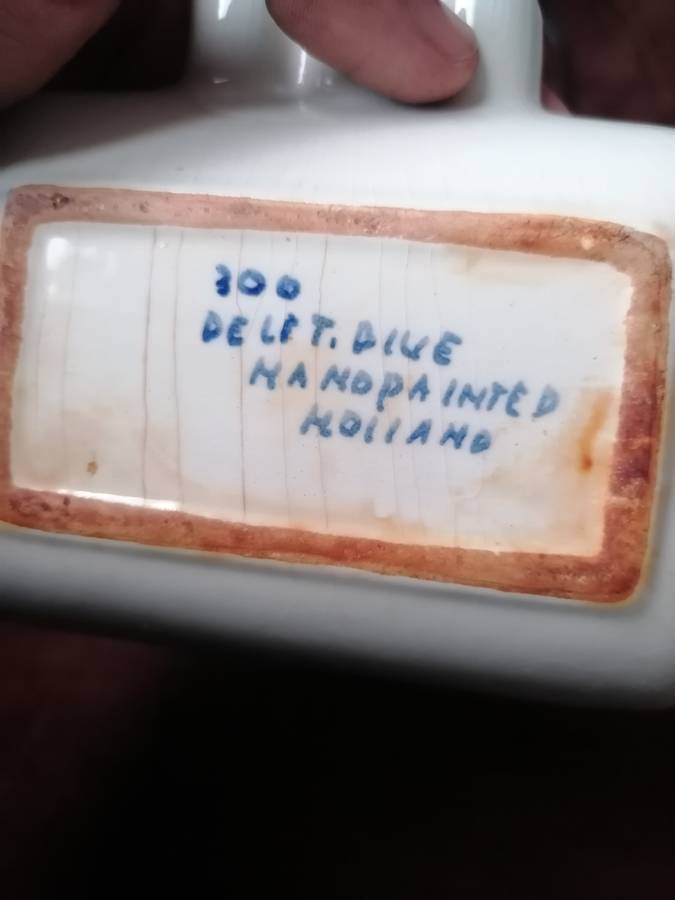 300
DELFT. BLUE
HANDPAINTED
HOLLAND